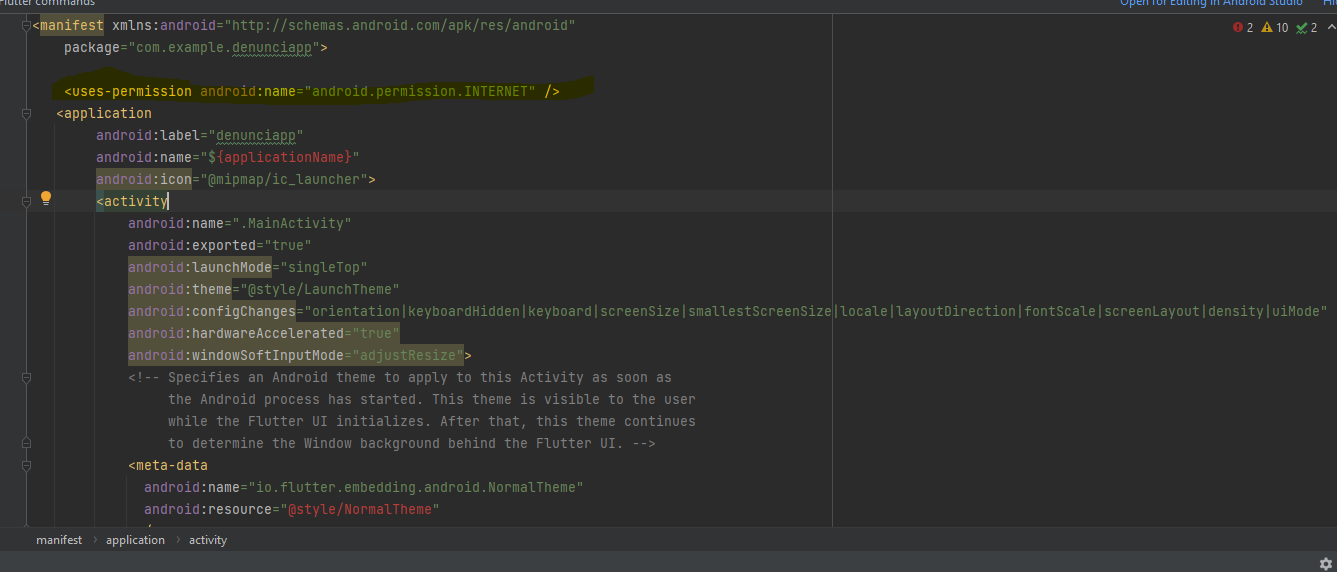 Flutter commands
Open for Editing in Android Studio
<manifest xmlns:android="http://schemas.android.com/apk/res/android"
2 10 2
package="com.example.denunciapp">
<uses-permission android:name="android.permission.INTERNET" />
<application
android:label="denunciapp"
android:name="${applicationName}"
android:icon="@mipmap/ic_launcher">
<activity
android:name=".MainActivity"
android:exported="true"
android:launchMode="singleTop"
android:theme="@style/LaunchTheme"
android:configChanges="orientation|keyboardHidden|keyboard|screenSize|smallestScreenSize|locale|layoutDirection|fontScale|screenLayout|density|uiMode"
android:hardwareAccelerated="true"
android:windowSoftInputMode="adjustResize">
<!-- Specifies an Android theme to apply to this Activity as soon as
the Android process has started. This theme is visible to the user
while the Flutter UI initializes. After that, this theme continues
to determine the Window background behind the Flutter UI. -->
<meta-data
android:name="io.flutter.embedding.android.NormalTheme"
android:resource="@style/NormalTheme"
manifest > application > activity